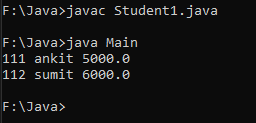 F:\Java>javac Student1.java
F:\Java>java Main
111 ankit 5000.0
112 sumit 6000.0
F:\Java>